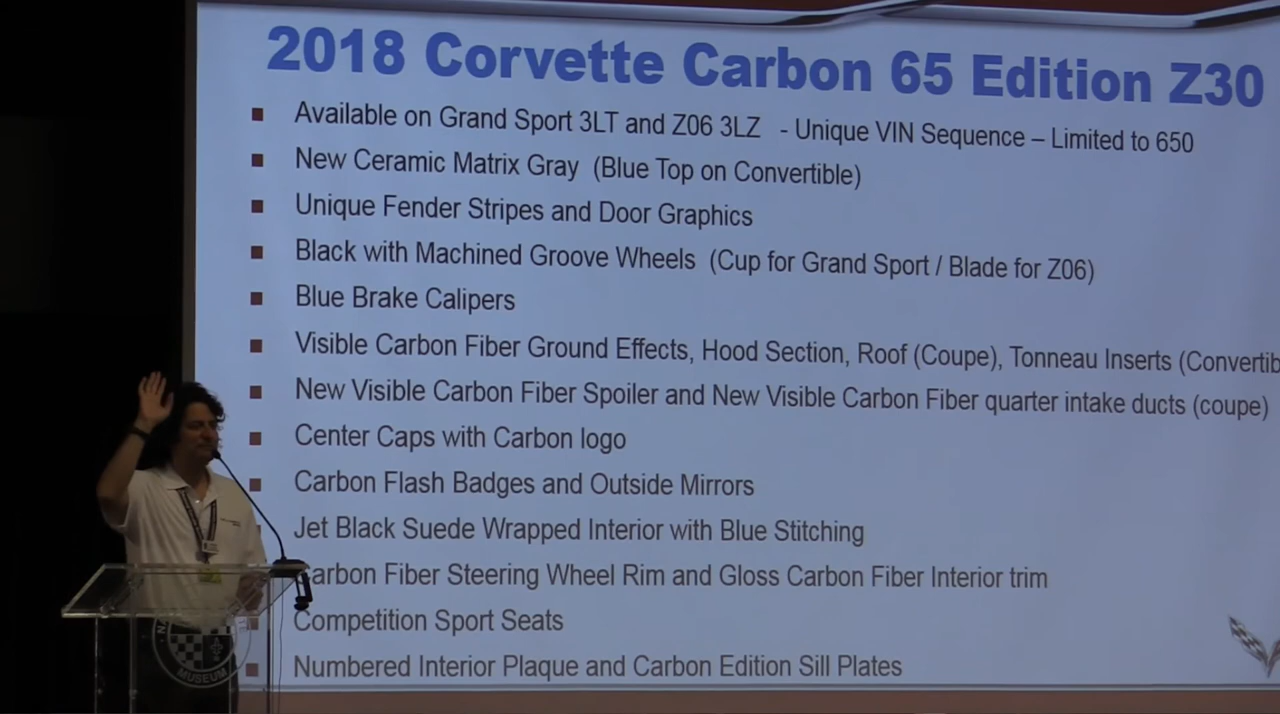 2018 Corvette Carbon 65 Edition Z30
Available on Grand Sport 3LT and Z06 3LZ - Unique VIN Sequence – Limited to 650
New Ceramic Matrix Gray (Blue Top on Convertible)
Unique Fender Stripes and Door Graphics
Black with Machined Groove Wheels (Cup for Grand Sport / Blade for Z06)
Blue Brake Calipers
Visible Carbon Fiber Ground Effects, Hood Section, Roof (Coupe), Tonneau Inserts (Convertib
New Visible Carbon Fiber Spoiler and New Visible Carbon Fiber quarter intake ducts (coupe)
Center Caps with Carbon logo
Carbon Flash Badges and Outside Mirrors
Jet Black Suede Wrapped Interior with Blue Stitching
arbon Fiber Steering Wheel Rim and Gloss Carbon Fiber Interior trim
Competition Sport Seats
Numbered Interior Plaque and Carbon Edition Sill Plates
MUSEUM